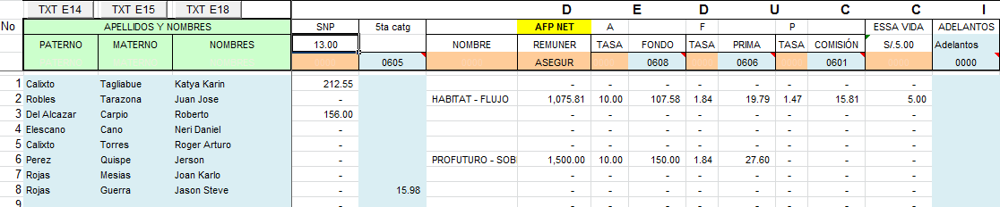 TXT E14 TXT E15 TXT E18 D E D U C C I
No APELLIDOS Y NOMBRES SNP 5ta catg AFP NET A F P ESSA VIDA ADELANTOS
PATERNO MATERNO NOMBRES 13.00 NOMBRE REMUNER TASA FONDO TASA PRIMA TASA COMISIÓN S/.5.00 Adelantos
0605 ASEGUR 0608 0606 0601 0000
1 Calixto Tagliabue Katya Karin 212.55 - - - - - - - -
2 Robles Tarazona Juan Jose - HABITAT - FLUJO 1,075.81 10.00 107.58 1.84 19.79 1.47 15.81 5.00
3 Del Alcazar Carpio Roberto 156.00 - - - - - - - -
4 Elescano Cano Neri Daniel - - - - - - - - -
5 Calixto Torres Roger Arturo - - - - - - - - -
6 Perez Quispe Jerson - PROFUTURO - SOB 1,500.00 10.00 150.00 1.84 27.60 - - -
7 Rojas Mesias Joan Karlo - - - - - - - - -
8 Rojas Guerra Jason Steve - 15.98 - - - - - - - -
9 - - - - - - - - -